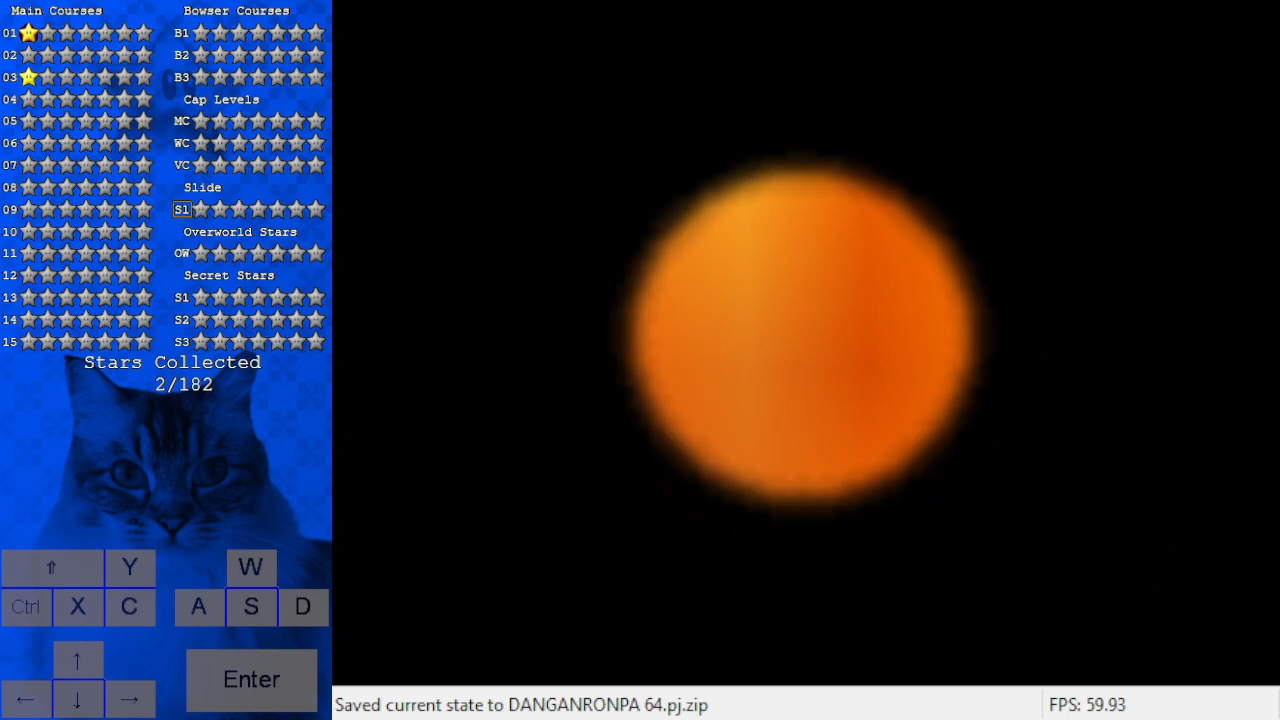 Main Courses
01
02
03
04
05
06
07
08
09
10
11
12
13
14
15
Bowser Courses
B1
B2
B3
Cap Levels
MC
WC
VC
Slide
Sl
Overworld Stars
OW
Secret Stars
S1
S2
S3
Stars Collected
2/182
⇧ Y W
Ctrl X C A S D
↑
← ↓ → Enter
Saved current state to DANGANRONPA 64.pj.zip
FPS: 59.93